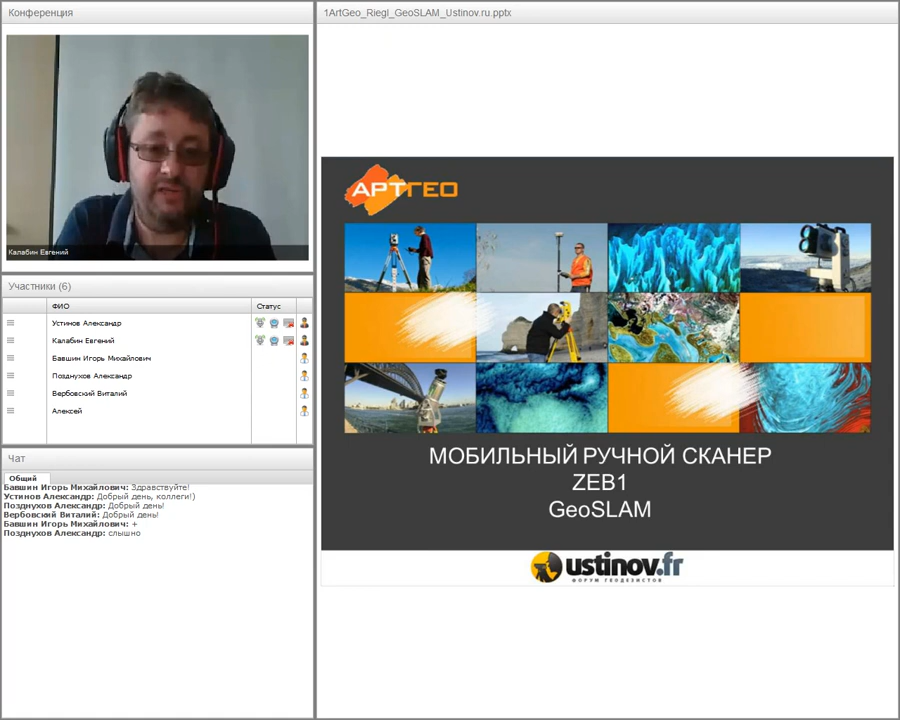 Конференция
Калабин Евгений
Участники (6)
ФИО
Статус
Устинов Александр
Калабин Евгений
Бавшин Игорь Михайлович
Позднухов Александр
Вербовский Виталий
Алексей
Чат
Общий
Бавшин Игорь Михайлович: Здравствуйте!
Устинов Александр: Добрый день, коллеги!)
Позднухов Александр: Добрый день!
Вербовский Виталий: Добрый день!
Бавшин Игорь Михайлович: +
Позднухов Александр: слышно
1ArtGeo_Riegl_GeoSLAM_Ustinov.ru.pptx
АРТГЕО
МОБИЛЬНЫЙ РУЧНОЙ СКАНЕР
ZEB1
GeoSLAM
ustinov.fr
ФОРУМ ГЕОДЕЗИСТОВ